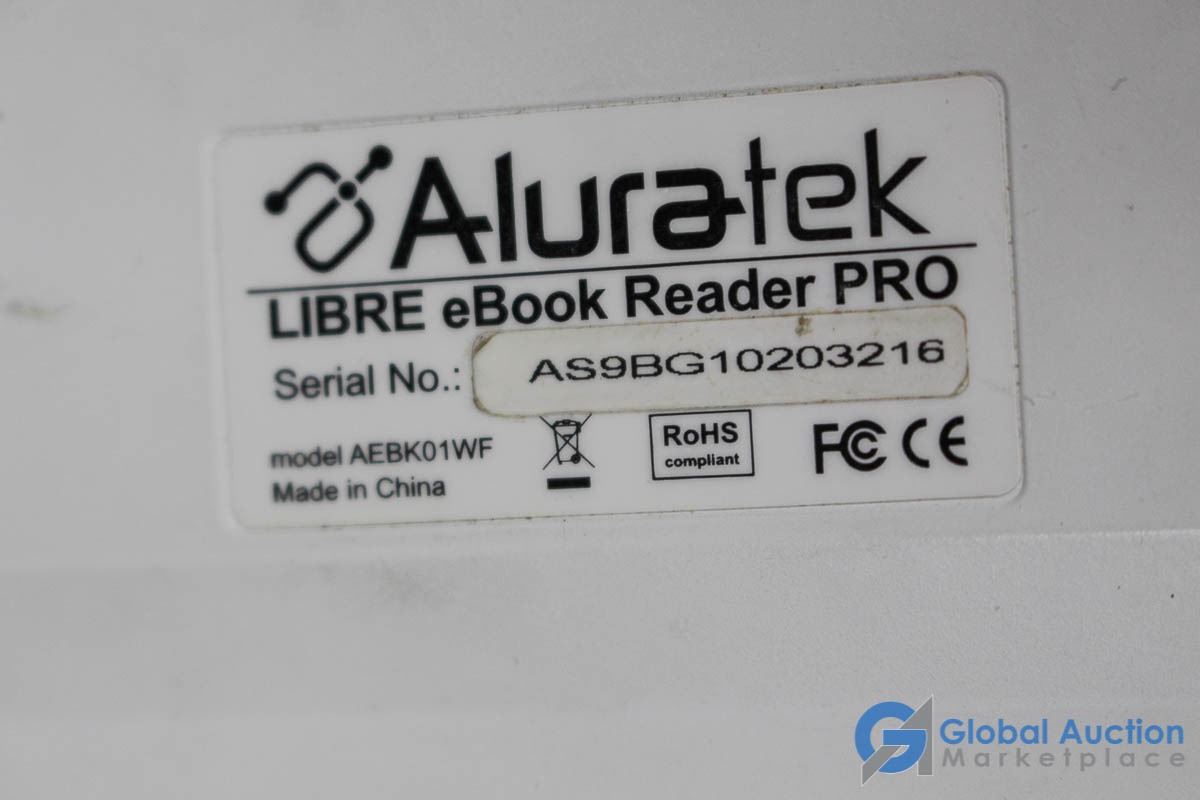 Aluratek
LIBRE eBook Reader PRO
Serial No.: AS9BG10203216
model AEBK01WF
Made in China
RoHS
compliant
FC CE
Global Auction
Marketplace